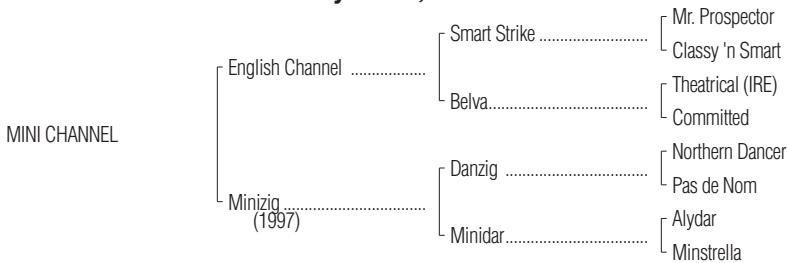 Mr. Prospector
Smart Strike ..........................
Classy 'n Smart
English Channel ..................
Theatrical (IRE)
Belva......................................
Committed
MINI CHANNEL
Northern Dancer
Danzig ..................................
Pas de Nom
Minizig ..................................
(1997)
Alydar
Minidar..................................
Minstrella